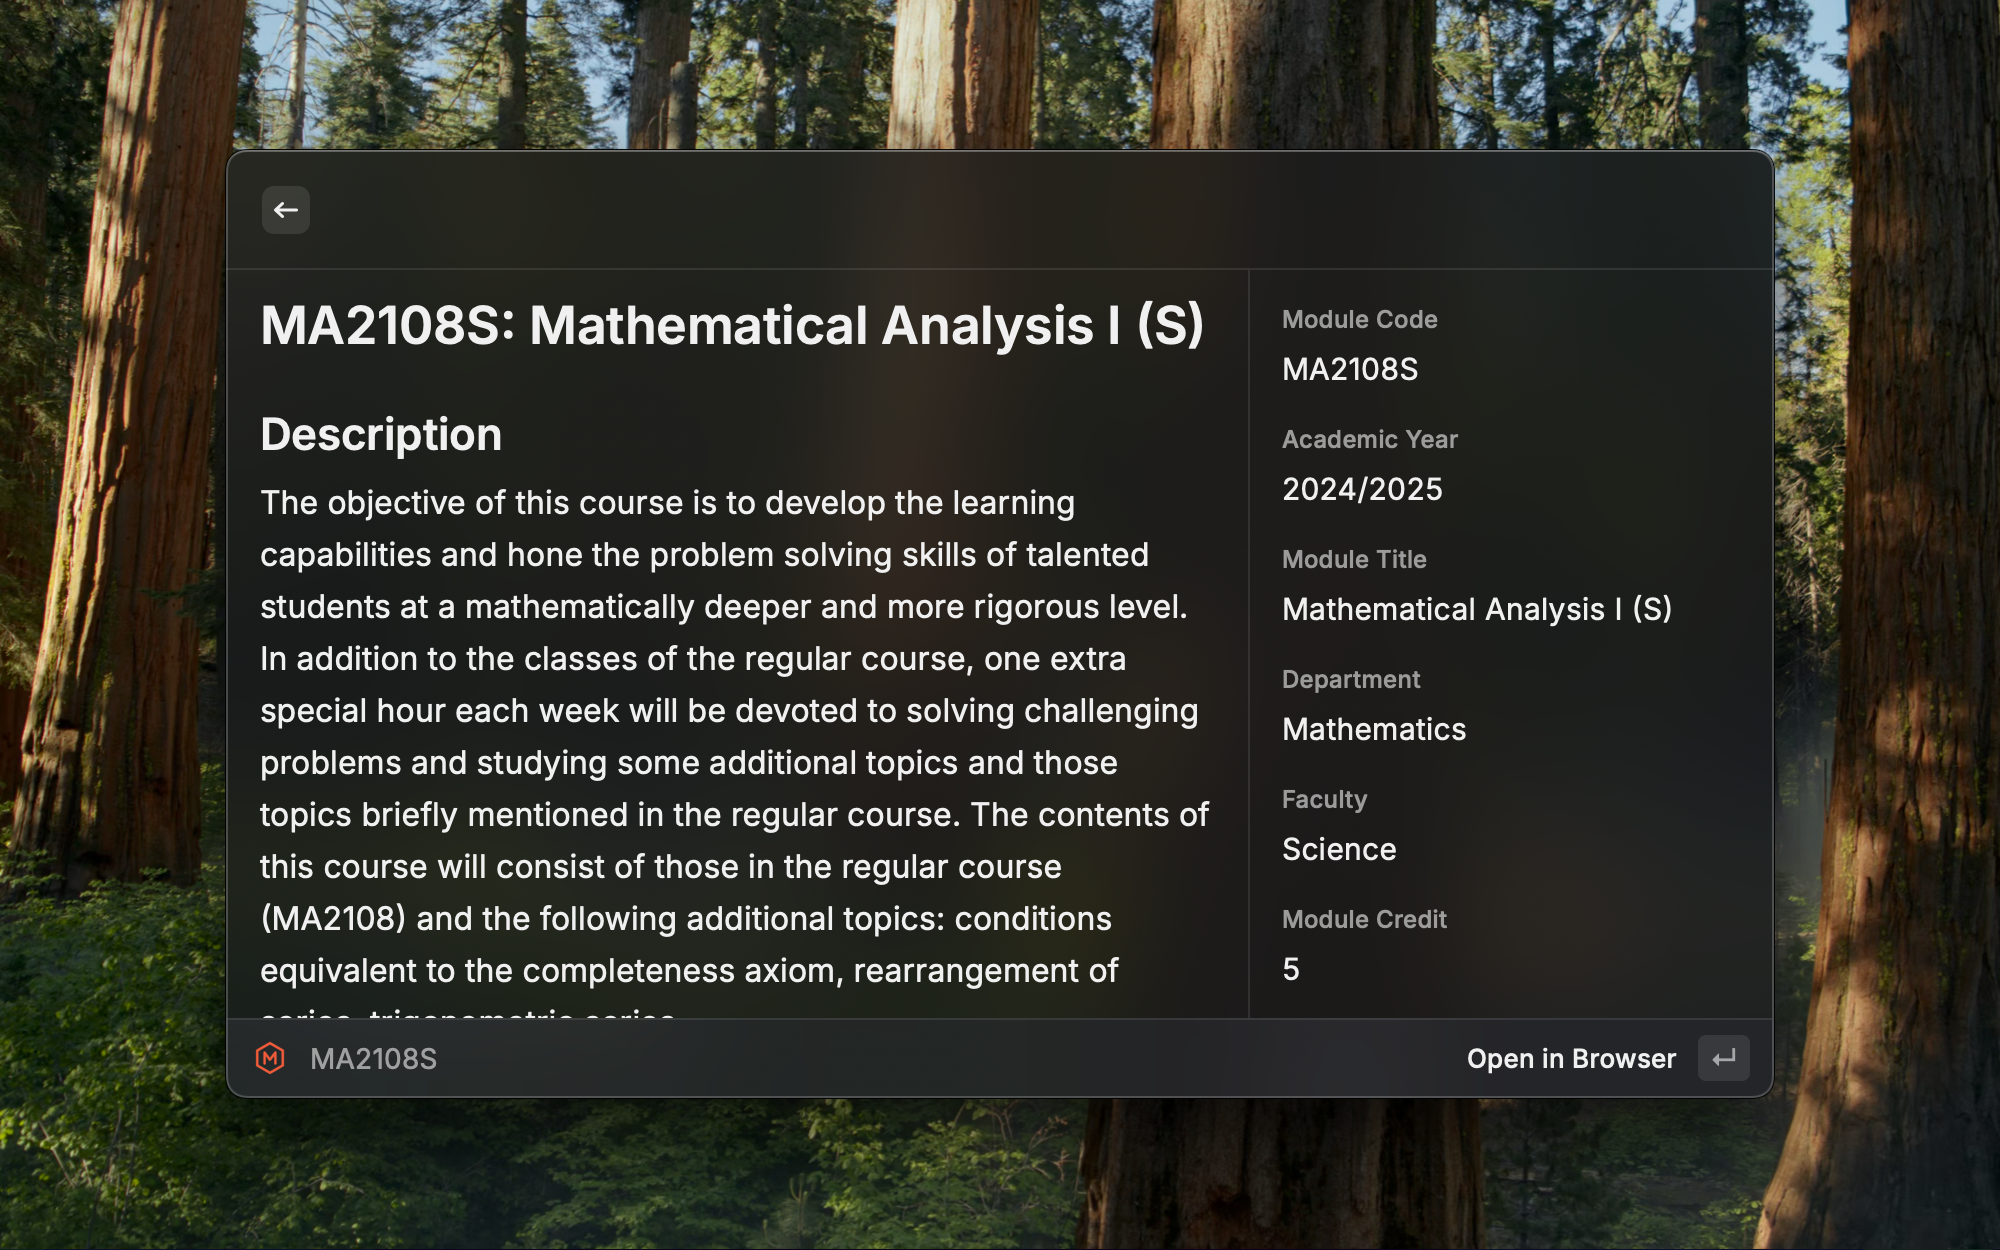 MA2108S: Mathematical Analysis I (S)
Description
The objective of this course is to develop the learning
capabilities and hone the problem solving skills of talented
students at a mathematically deeper and more rigorous level.
In addition to the classes of the regular course, one extra
special hour each week will be devoted to solving challenging
problems and studying some additional topics and those
topics briefly mentioned in the regular course. The contents of
this course will consist of those in the regular course
(MA2108) and the following additional topics: conditions
equivalent to the completeness axiom, rearrangement of
series, trigonometric series.
Module Code
MA2108S
Academic Year
2024/2025
Module Title
Mathematical Analysis I (S)
Department
Mathematics
Faculty
Science
Module Credit
5
MA2108S
Open in Browser